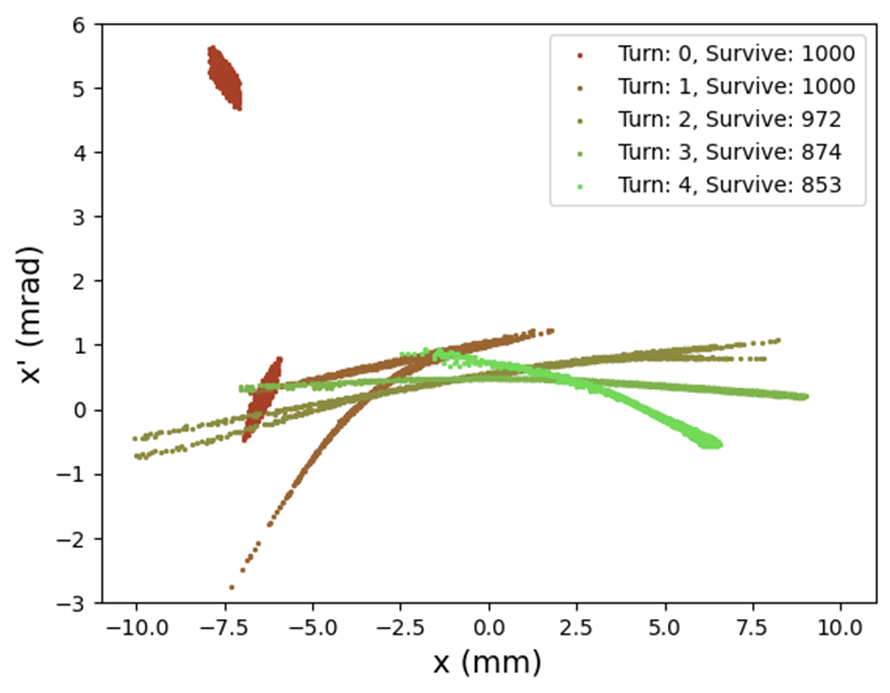 6
5
4
3
2
1
0
−1
−2
−3
x' (mrad)
Turn: 0, Survive: 1000
Turn: 1, Survive: 1000
Turn: 2, Survive: 972
Turn: 3, Survive: 874
Turn: 4, Survive: 853
−10.0 −7.5 −5.0 −2.5 0.0 2.5 5.0 7.5 10.0
x (mm)